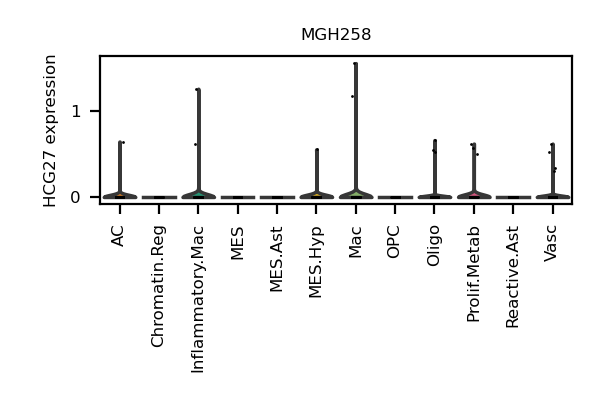 MGH258
HCG27 expression
1
0
AC
Chromatin.Reg
Inflammatory.Mac
MES
MES.Ast
MES.Hyp
Mac
OPC
Oligo
Prolif.Metab
Reactive.Ast
Vasc